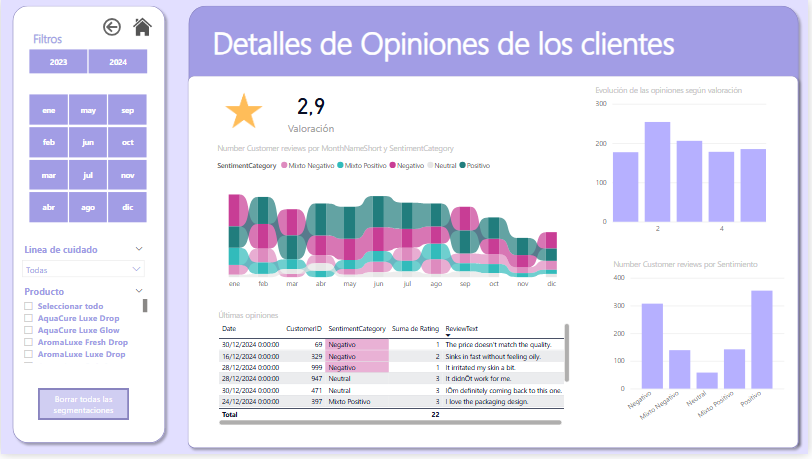 Filtros
2023 2024
ene may sep
feb jun oct
mar jul nov
abr ago dic
Linea de cuidado
Todas
Producto
Seleccionar todo
AquaCure Luxe Drop
AquaCure Luxe Glow
AromaLuxe Fresh Drop
AromaLuxe Luxe Drop
Borrar todas las
segmentaciones
Detalles de Opiniones de los clientes
2,9
Valoración
Number Customer reviews por MonthNameShort y SentimentCategory
SentimentCategory Mixto Negativo Mixto Positivo Negativo Neutral Positivo
ene feb mar abr may jun jul ago sep oct nov dic
Últimas opiniones
Date CustomerID SentimentCategory Suma de Rating ReviewText
30/12/2024 0:00:00 69 Negativo 1 The price doesn't match the quality.
16/12/2024 0:00:00 329 Negativo 2 Sinks in fast without feeling oily.
28/12/2024 0:00:00 999 Negativo 1 It irritated my skin a bit.
28/12/2024 0:00:00 947 Neutral 3 It didnÕt work for me.
30/12/2024 0:00:00 471 Neutral 3 IÕm definitely coming back to this one.
24/12/2024 0:00:00 397 Mixto Positivo 3 I love the packaging design.
Total 22
Evolución de las opiniones según valoración
300
200
100
0
2 4
Number Customer reviews por Sentimiento
400
300
200
100
0
Negativo Mixto Negativo Neutral Mixto Positivo Positivo